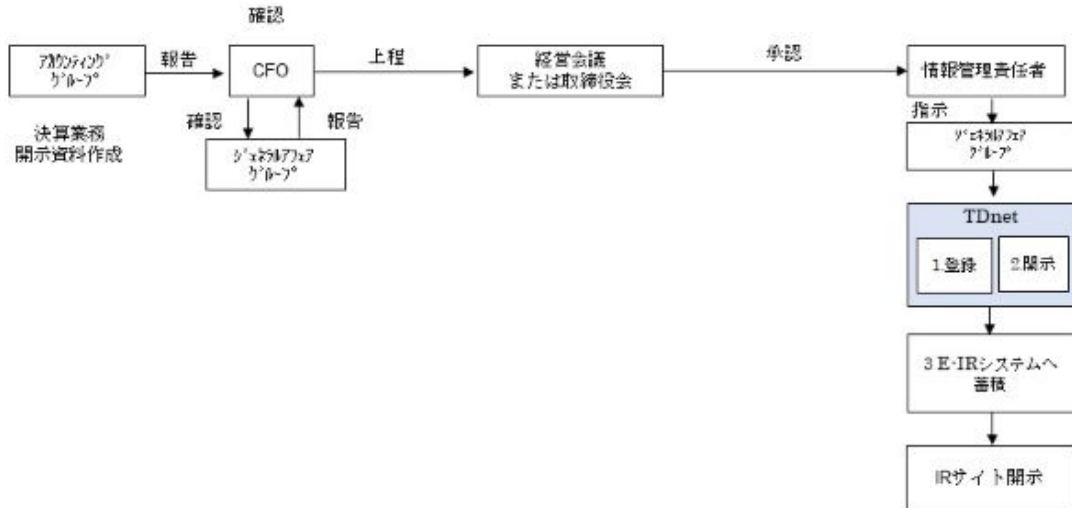 確認
ｱｶｳﾝﾃｨﾝｸﾞ
ｸﾞﾙｰﾌﾟ
報告
CFO
上程
経営会議
または取締役会
承認
情報管理責任者
決算業務
開示資料作成
確認
報告
ｼﾞｪﾈﾗﾙｱﾌｪｱ
ｸﾞﾙｰﾌﾟ
指示
ｼﾞｪﾈﾗﾙｱﾌｪｱ
ｸﾞﾙｰﾌﾟ
TDnet
1.登録
2.開示
3 E-IRシステムへ
蓄積
IRサイト開示